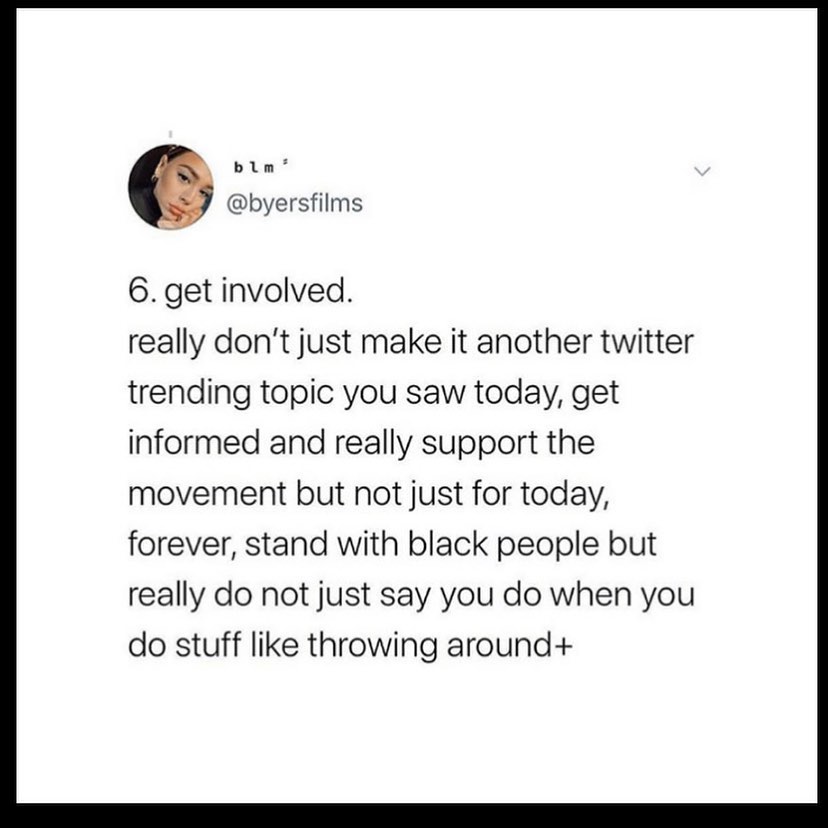 blm
@byersfilms
6. get involved.
really don't just make it another twitter
trending topic you saw today, get
informed and really support the
movement but not just for today,
forever, stand with black people but
really do not just say you do when you
do stuff like throwing around+